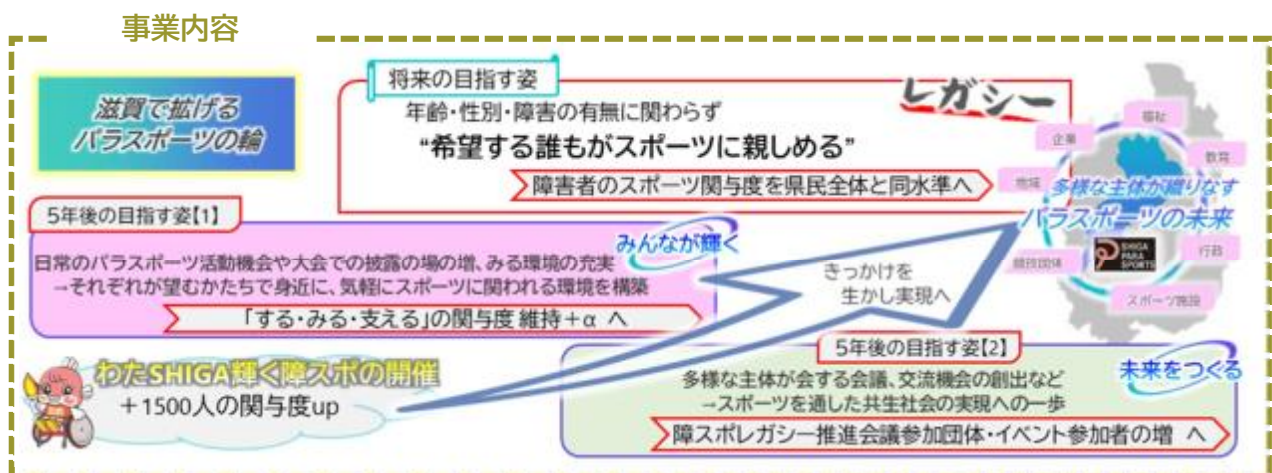 事業内容
滋賀で拡げる
パラスポーツの輪
将来の目指す姿
年齢・性別・障害の有無に関わらず
“希望する誰もがスポーツに親しめる”
障害者のスポーツ関与度を県民全体と同水準へ
レガシー
福祉
企業
教育
地域
多様な主体が織りなす
パラスポーツの未来
SHIGA
PARA
SPORTS
行政
競技団体
スポーツ施設
5年後の目指す姿【1】
みんなが輝く
日常のパラスポーツ活動機会や大会での披露の場の増、みる環境の充実
→それぞれが望むかたちで身近に、気軽にスポーツに関われる環境を構築
「する・みる・支える」の関与度 維持+α へ
きっかけを
生かし実現へ
わたSHIGA輝く障スポの開催
+1500人の関与度up
5年後の目指す姿【2】
未来をつくる
多様な主体が会する会議、交流機会の創出など
→スポーツを通した共生社会の実現への一歩
障スポレガシー推進会議参加団体・イベント参加者の増 へ